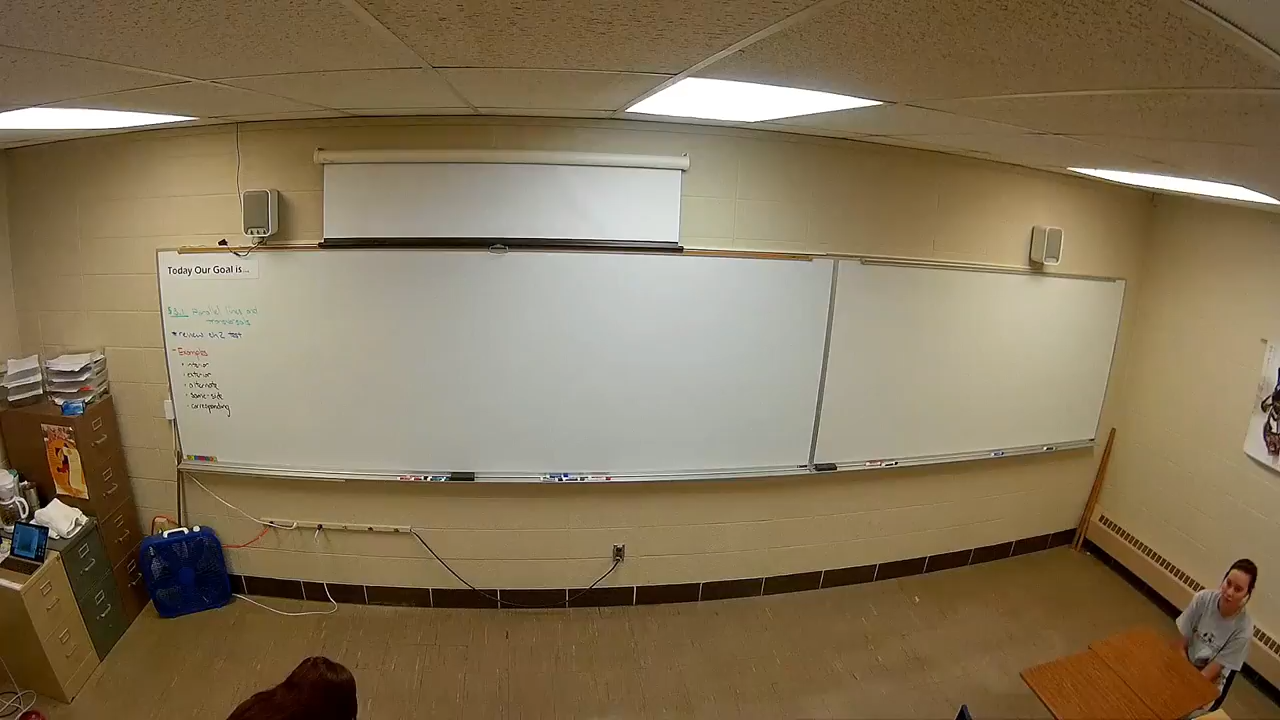 Today Our Goal is...
§3.1 Parallel lines and
transversals
* review ch 2 test
- Examples
• interior
• exterior
• alternate
• same-side
• corresponding